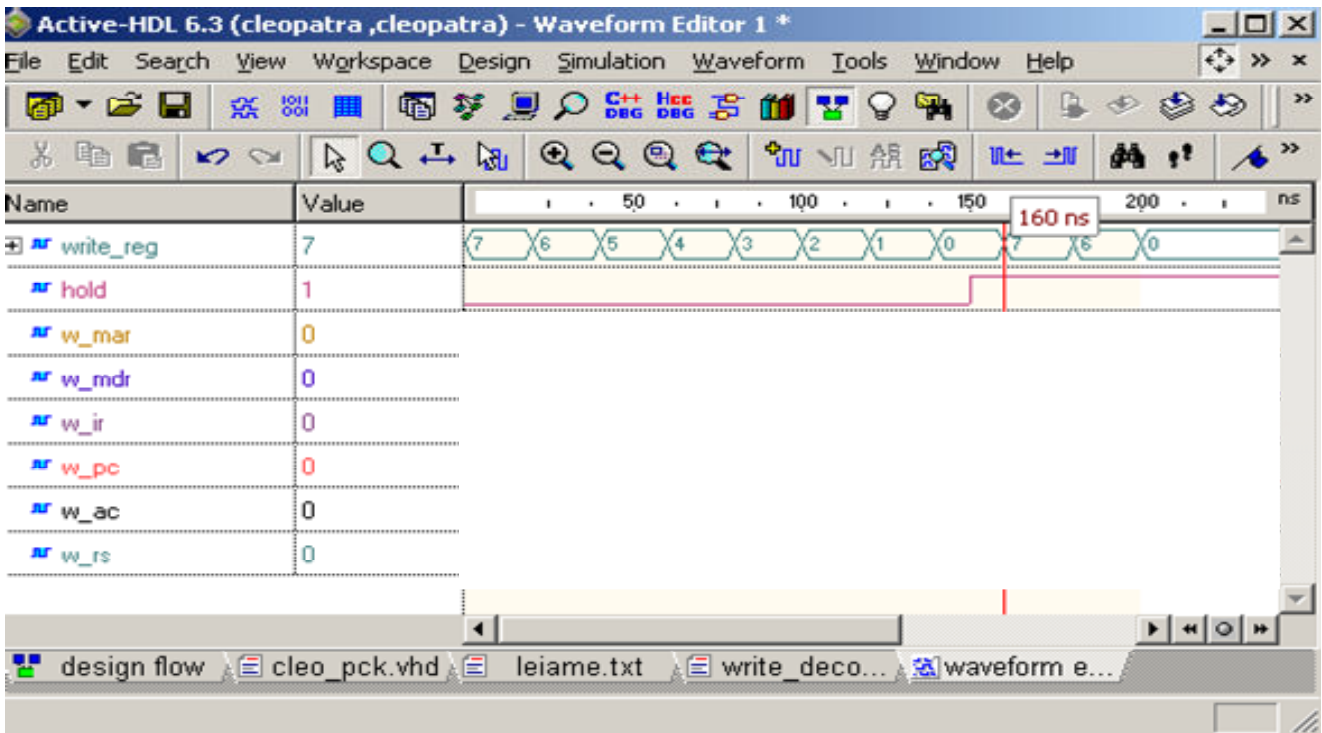 Active-HDL 6.3 (cleopatra ,cleopatra) - Waveform Editor 1 *
File Edit Search View Workspace Design Simulation Waveform Tools Window Help
C++ DBG HCC DBG
Name Value 50 100 150 200 ns
160 ns
write_reg 7 7 6 5 4 3 2 1 0 7 6 0
hold 1
w_mar 0
w_mdr 0
w_ir 0
w_pc 0
w_ac 0
w_rs 0
design flow cleo_pck.vhd leiame.txt write_deco... waveform e...